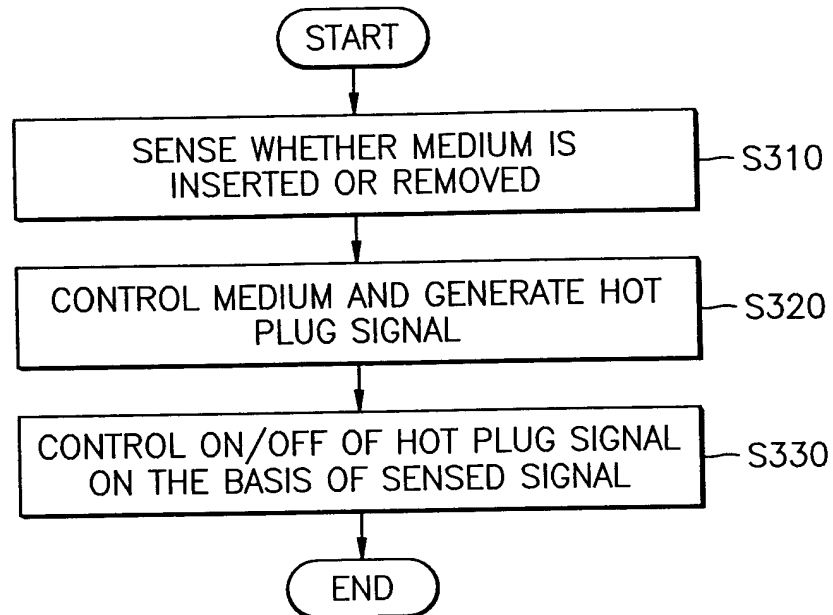 START
SENSE WHETHER MEDIUM IS
INSERTED OR REMOVED
S310
CONTROL MEDIUM AND GENERATE HOT
PLUG SIGNAL
S320
CONTROL ON/OFF OF HOT PLUG SIGNAL
ON THE BASIS OF SENSED SIGNAL
S330
END